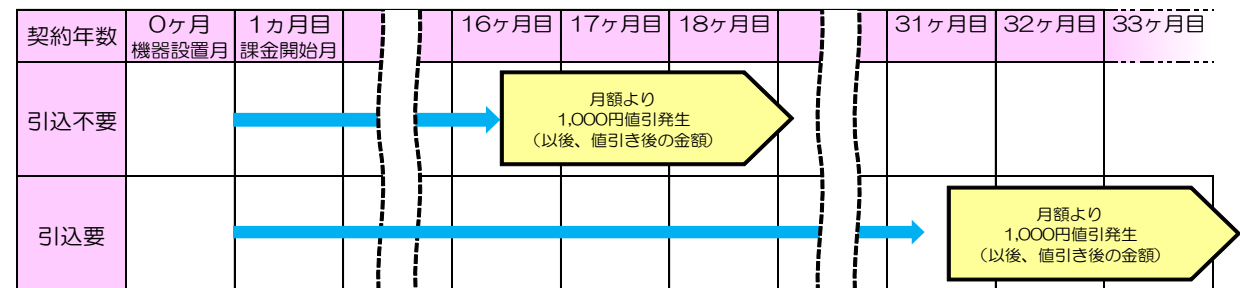 契約年数
0ヶ月
機器設置月
1ヵ月目
課金開始月
16ヶ月目
17ヶ月目
18ヶ月目
31ヶ月目
32ヶ月目
33ヶ月目
引込不要
月額より
1,000円値引発生
(以後、値引き後の金額)
引込要
月額より
1,000円値引発生
(以後、値引き後の金額)